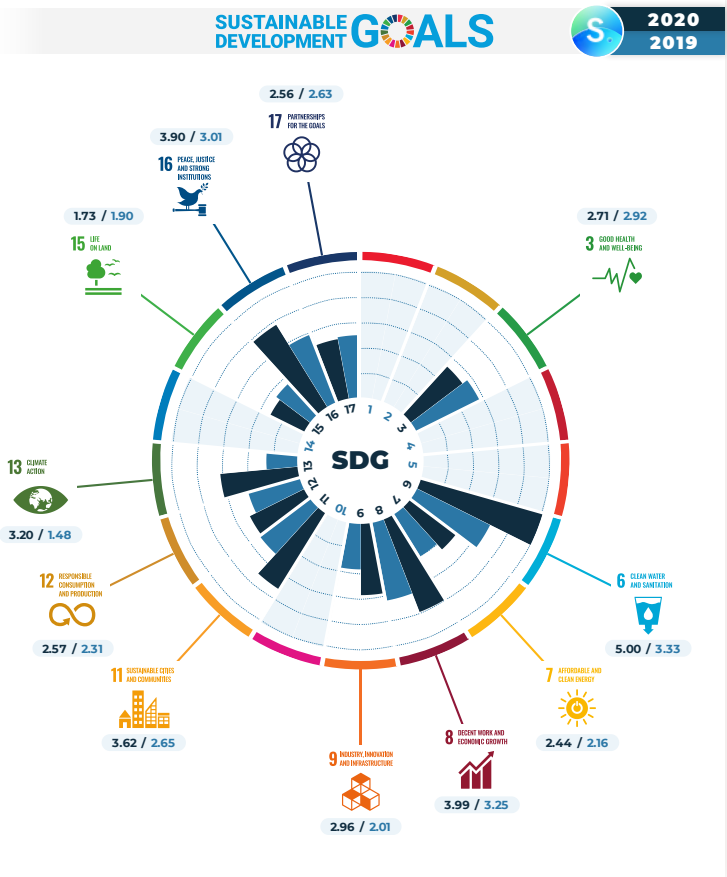 SUSTAINABLE
DEVELOPMENT
GOALS
S.
2020
2019
2.56 / 2.63
17 PARTNERSHIPS
FOR THE GOALS
3.90 / 3.01
16 PEACE, JUSTICE
AND STRONG
INSTITUTIONS
1.73 / 1.90
15 LIFE
ON LAND
2.71 / 2.92
3 GOOD HEALTH
AND WELL-BEING
1
2
3
4
5
6
7
8
9
10
11
12
13
14
15
16
17
SDG
13 CLIMATE
ACTION
3.20 / 1.48
12 RESPONSIBLE
CONSUMPTION
AND PRODUCTION
2.57 / 2.31
11 SUSTAINABLE CITIES
AND COMMUNITIES
3.62 / 2.65
9 INDUSTRY, INNOVATION
AND INFRASTRUCTURE
2.96 / 2.01
8 DECENT WORK AND
ECONOMIC GROWTH
3.99 / 3.25
7 AFFORDABLE AND
CLEAN ENERGY
2.44 / 2.16
6 CLEAN WATER
AND SANITATION
5.00 / 3.33